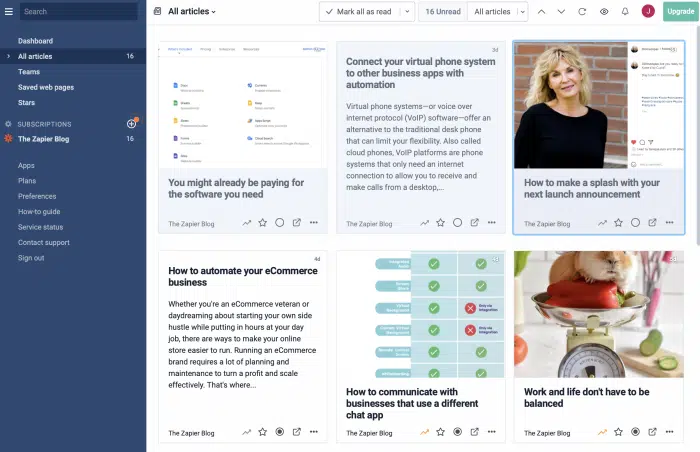 Search
All articles
Mark all as read
16 Unread
All articles
J
Upgrade
Dashboard
All articles 16
Teams
Saved web pages
Stars
SUBSCRIPTIONS
The Zapier Blog 16
Apps
Plans
Preferences
How-to guide
Service status
Contact support
Sign out
You might already be paying for
the software you need
The Zapier Blog
3d
Connect your virtual phone system
to other business apps with
automation
Virtual phone systems—or voice over
internet protocol (VoIP) software—offer an
alternative to the traditional desk phone
that can limit your flexibility. Also called
cloud phones, VoIP platforms are phone
systems that only need an internet
connection to allow you to receive and
make calls from a desktop,...
The Zapier Blog
How to make a splash with your
next launch announcement
The Zapier Blog
4d
How to automate your eCommerce
business
Whether you're an eCommerce veteran or
daydreaming about starting your own side
hustle while putting in hours at your day
job, there are ways to make your online
store easier to run. Running an eCommerce
brand requires a lot of planning and
maintenance to turn a profit and scale
effectively. That's where...
The Zapier Blog
Virtual
Background
Only via
integration
Only via
integration
How to communicate with
businesses that use a different
chat app
The Zapier Blog
Work and life don't have to be
balanced
The Zapier Blog